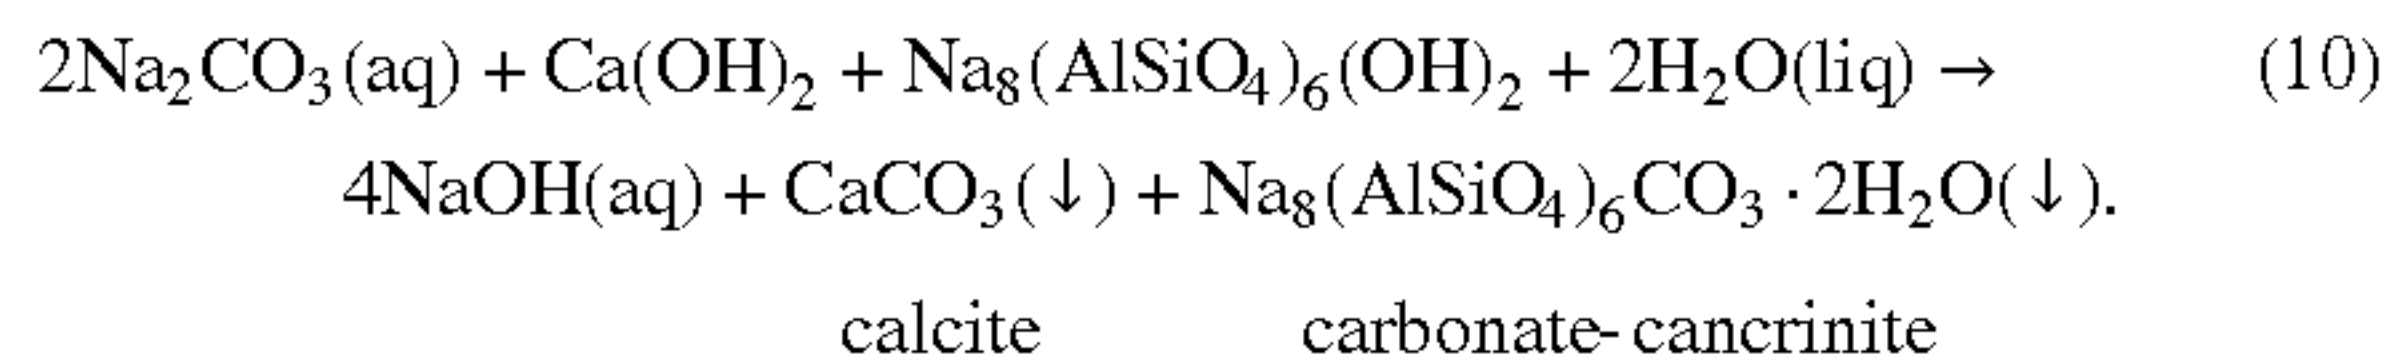 2Na₂CO₃(aq) + Ca(OH)₂ + Na₈(AlSiO₄)₆(OH)₂ + 2H₂O(liq) → (10)
4NaOH(aq) + CaCO₃(↓) + Na₈(AlSiO₄)₆CO₃ · 2H₂O(↓).
calcite carbonate- cancrinite